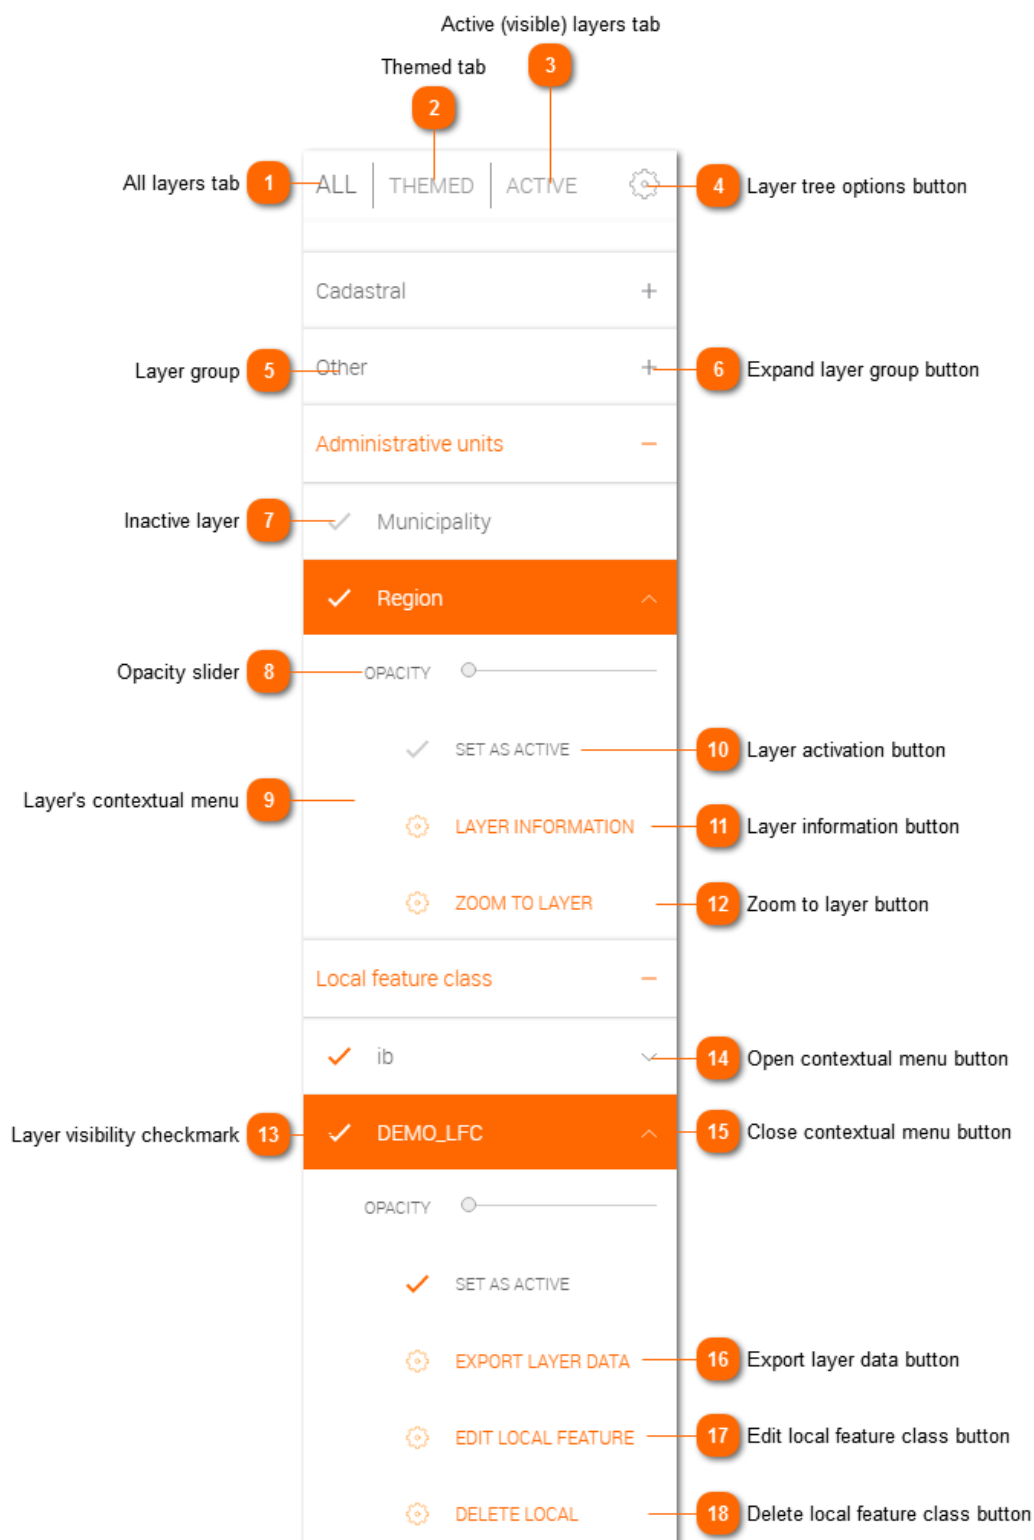 Active (visible) layers tab
3
Themed tab
2
All layers tab 1 ALL THEMED ACTIVE 4 Layer tree options button
Cadastral +
Layer group 5 Other + 6 Expand layer group button
Administrative units −
Inactive layer 7 Municipality
Region
Opacity slider 8 OPACITY
SET AS ACTIVE 10 Layer activation button
Layer's contextual menu 9
LAYER INFORMATION 11 Layer information button
ZOOM TO LAYER 12 Zoom to layer button
Local feature class −
ib 14 Open contextual menu button
Layer visibility checkmark 13 DEMO_LFC 15 Close contextual menu button
OPACITY
SET AS ACTIVE
EXPORT LAYER DATA 16 Export layer data button
EDIT LOCAL FEATURE 17 Edit local feature class button
DELETE LOCAL 18 Delete local feature class button